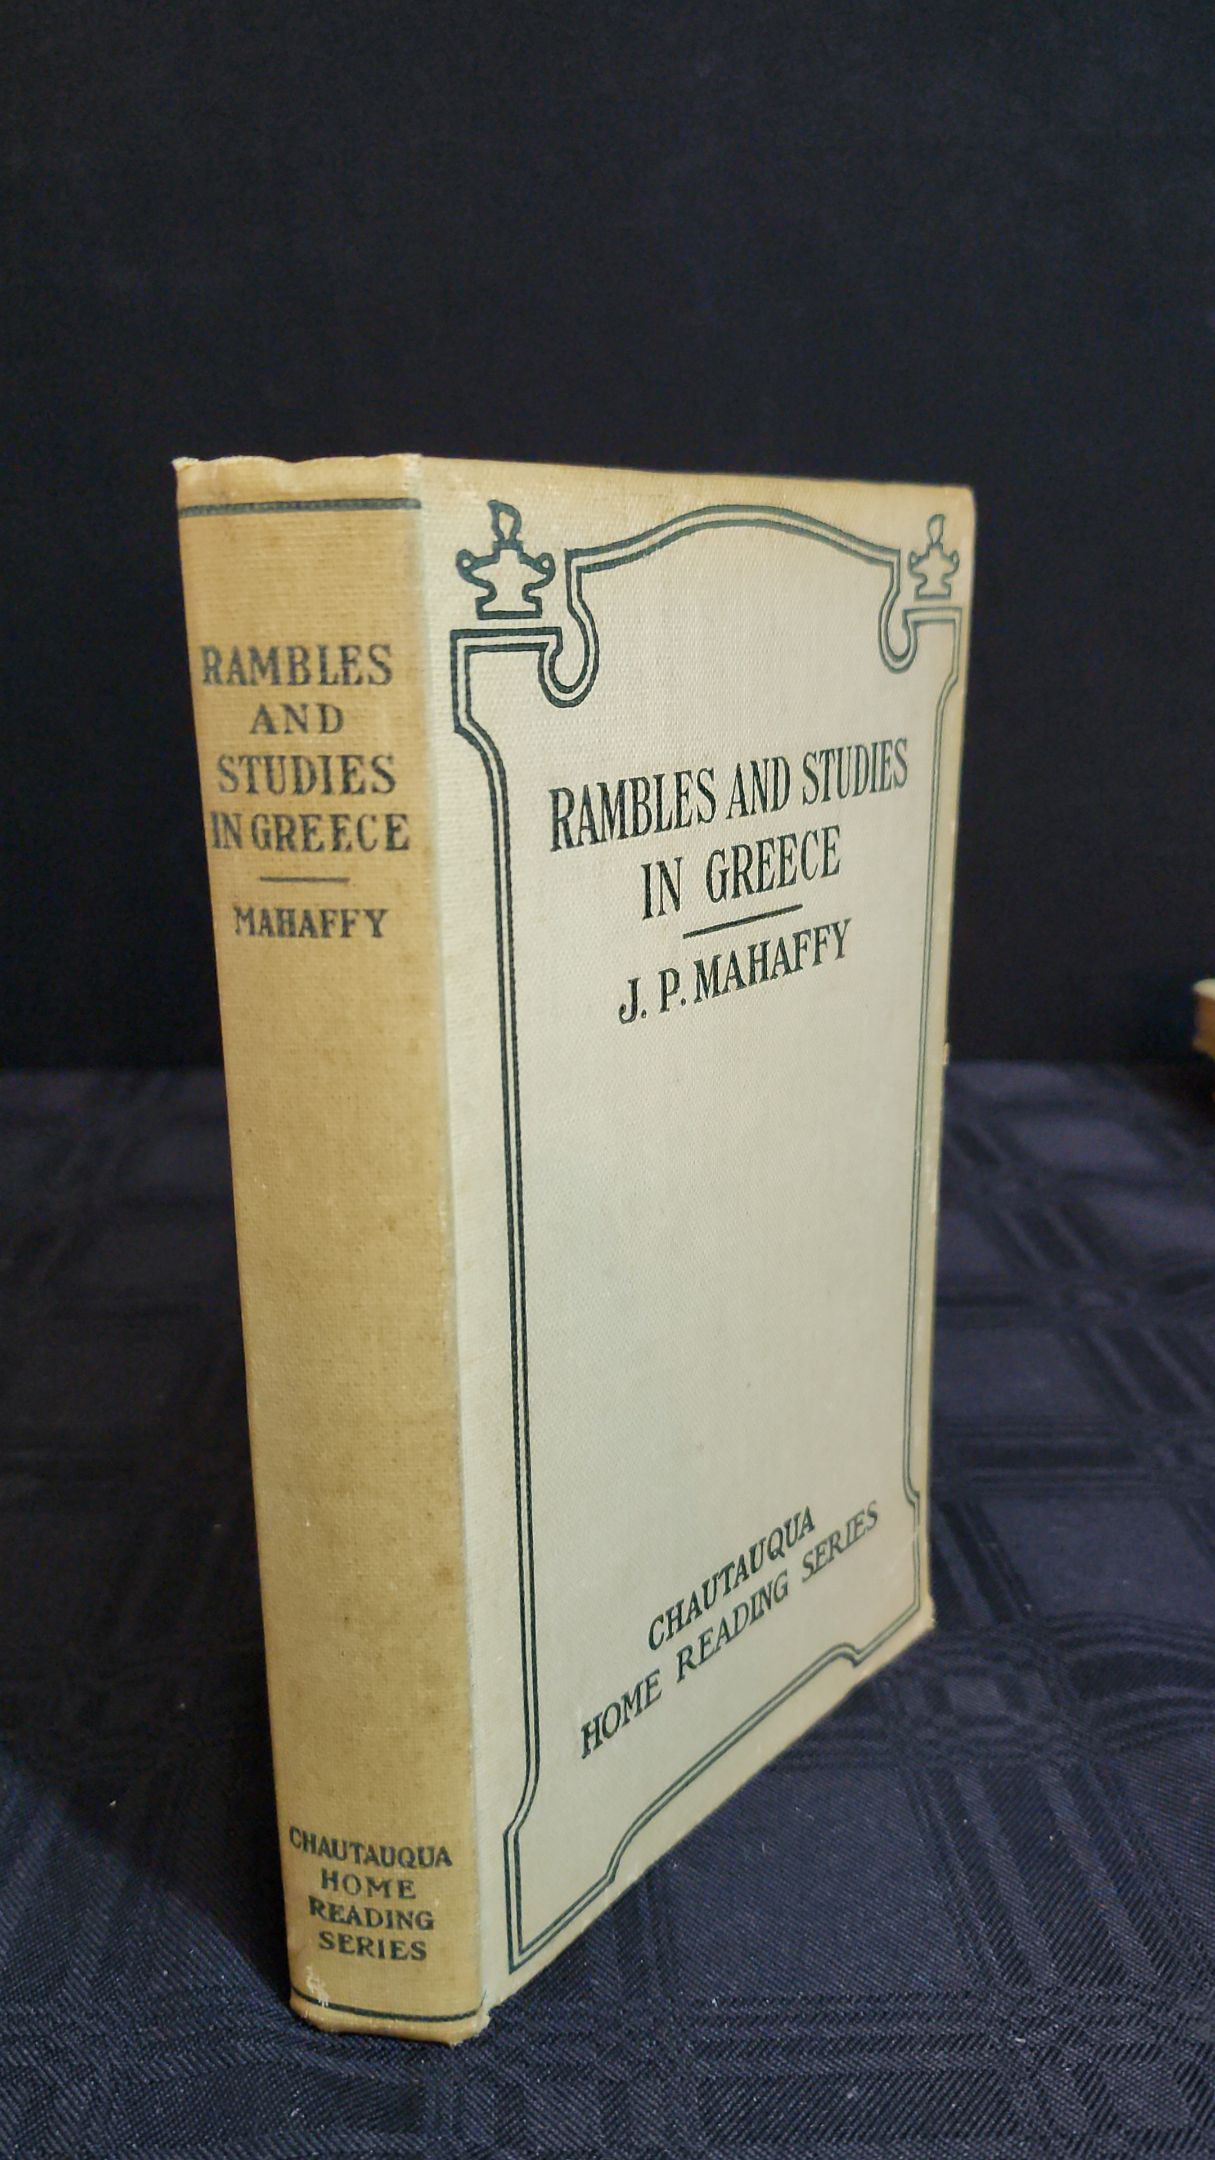 RAMBLES
AND
STUDIES
IN GREECE
MAHAFFY
CHAUTAUQUA
HOME
READING
SERIES
RAMBLES AND STUDIES
IN GREECE
J. P. MAHAFFY
CHAUTAUQUA
HOME READING SERIES